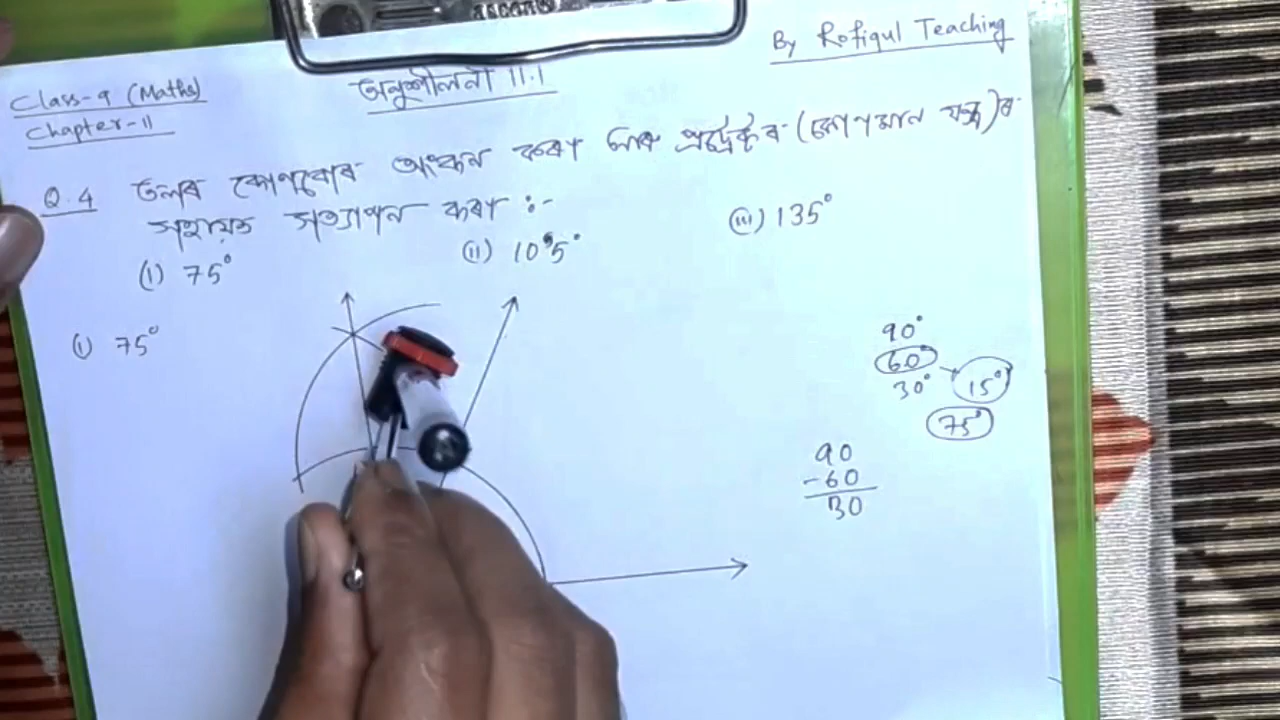 By Rofiqul Teaching
Class-9 (Maths)
অনুশীলনী 11.1
Chapter-11
Q.4 তলৰ কোণবোৰ অংকন কৰা আৰু প্ৰট্ৰেক্টৰ (কোণমান যন্ত্ৰ)ৰ
সহায়ত সত্যাপন কৰা :-
(i) 75° (ii) 105° (iii) 135°
(i) 75°
90°
60°
30° 15°
75°
90
-60
30